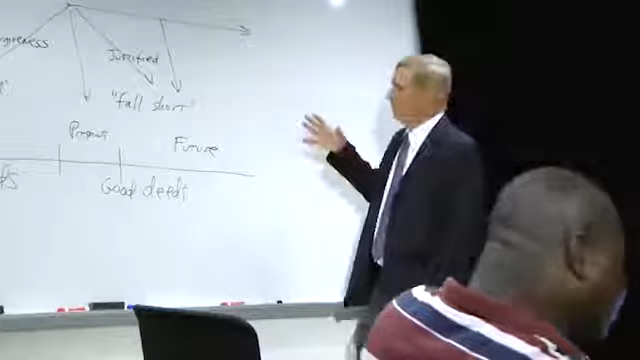 Justified
"fall short"
Present
Future
Good deeds